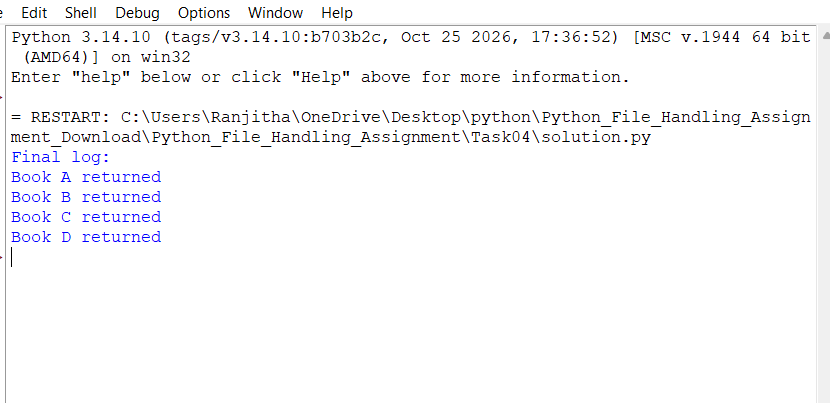 Edit Shell Debug Options Window Help
Python 3.14.10 (tags/v3.14.10:b703b2c, Oct 25 2026, 17:36:52) [MSC v.1944 64 bit
(AMD64)] on win32
Enter "help" below or click "Help" above for more information.
= RESTART: C:\Users\Ranjitha\OneDrive\Desktop\python\Python_File_Handling_Assign
ment_Download\Python_File_Handling_Assignment\Task04\solution.py
Final log:
Book A returned
Book B returned
Book C returned
Book D returned